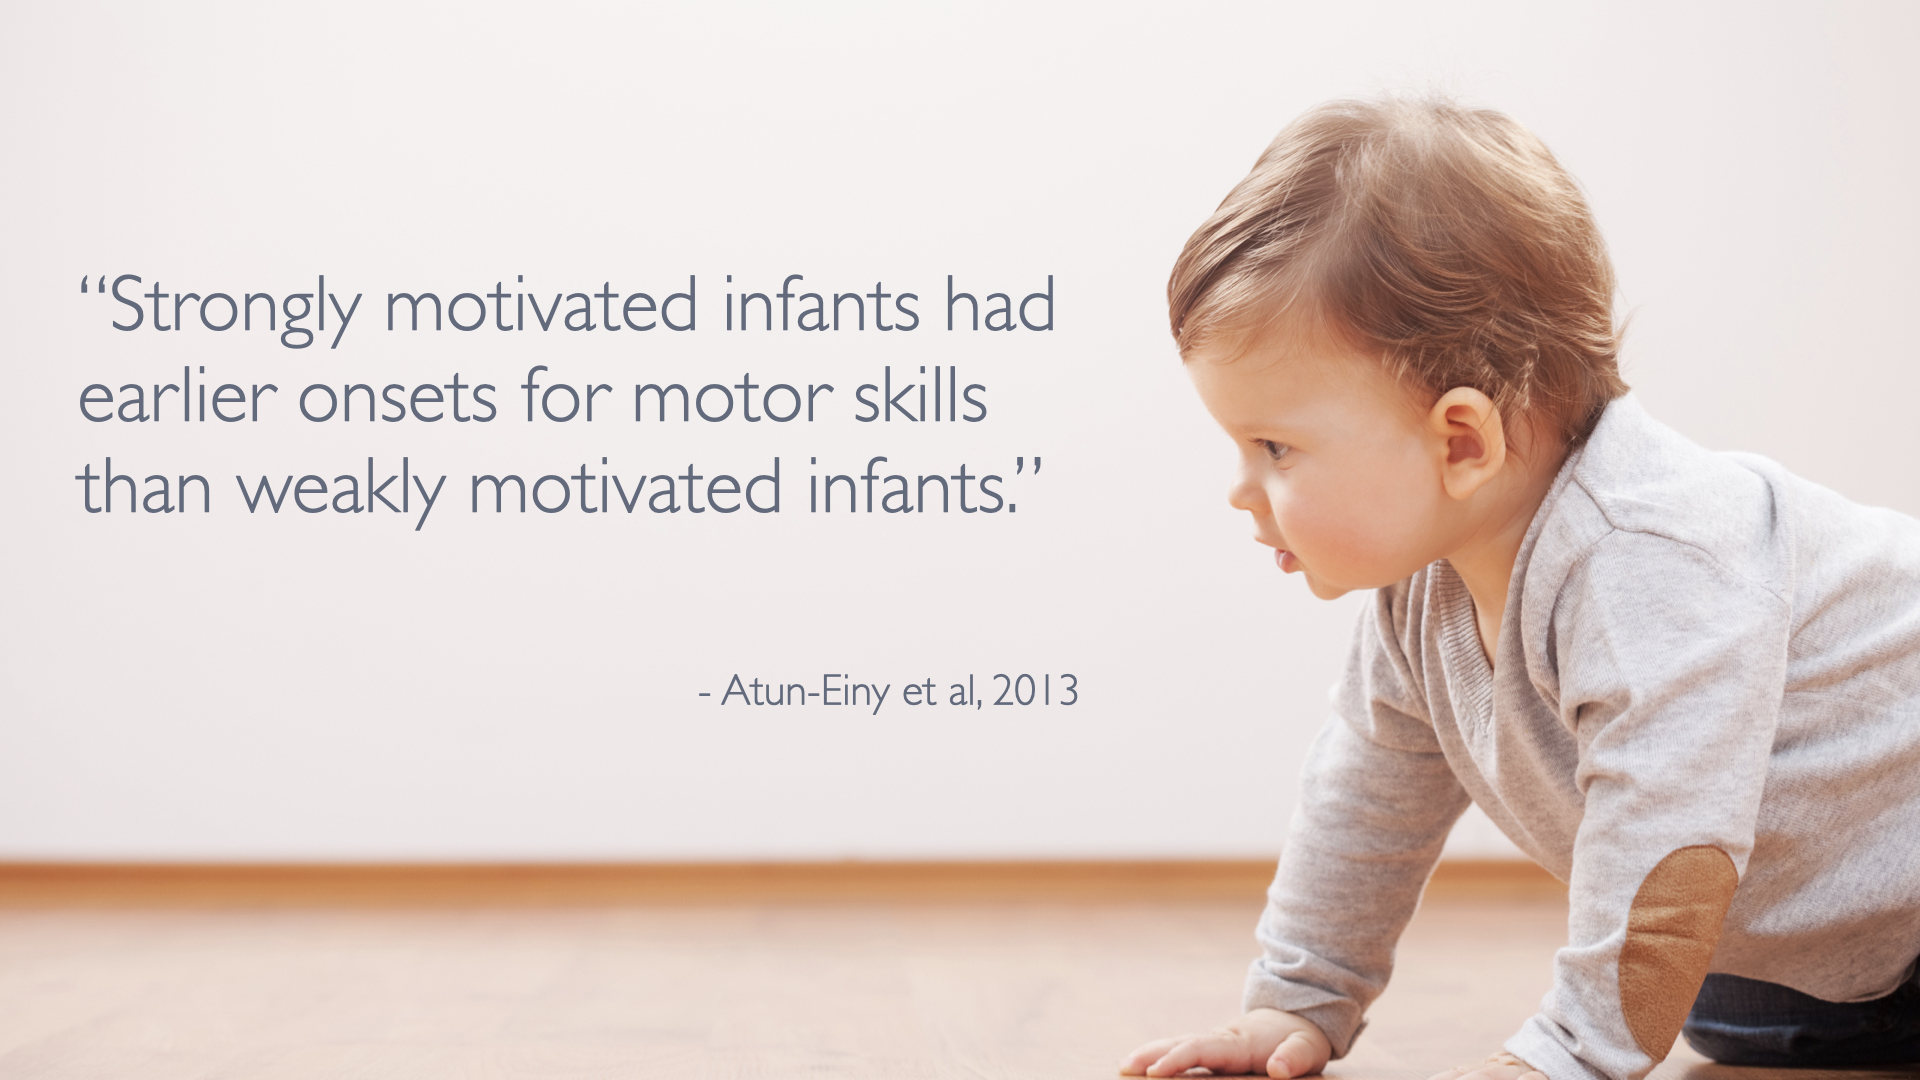 “Strongly motivated infants had
earlier onsets for motor skills
than weakly motivated infants.”
- Atun-Einy et al, 2013